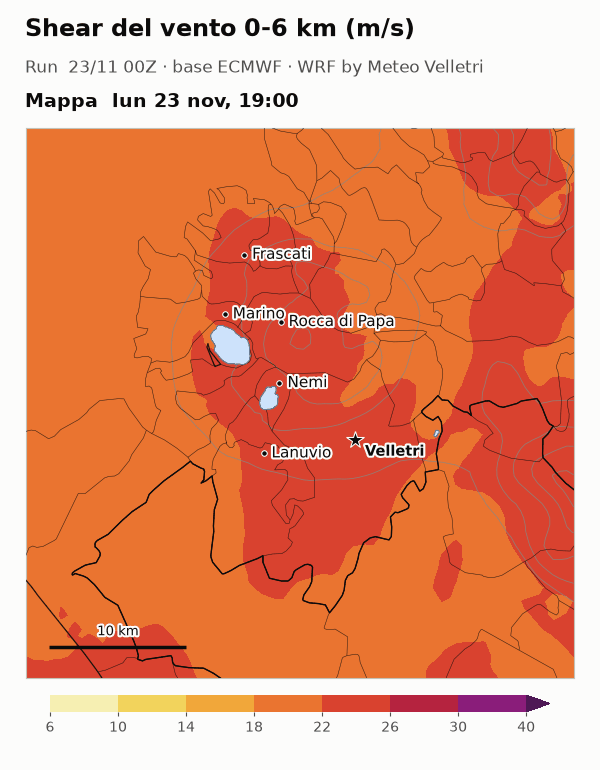 Shear del vento 0-6 km (m/s)
Run  23/11 00Z · base ECMWF · WRF by Meteo Velletri
Mappa  lun 23 nov, 19:00
Frascati
Marino
Rocca di Papa
Nemi
Velletri
Lanuvio
10 km
6 10 14 18 22 26 30 40